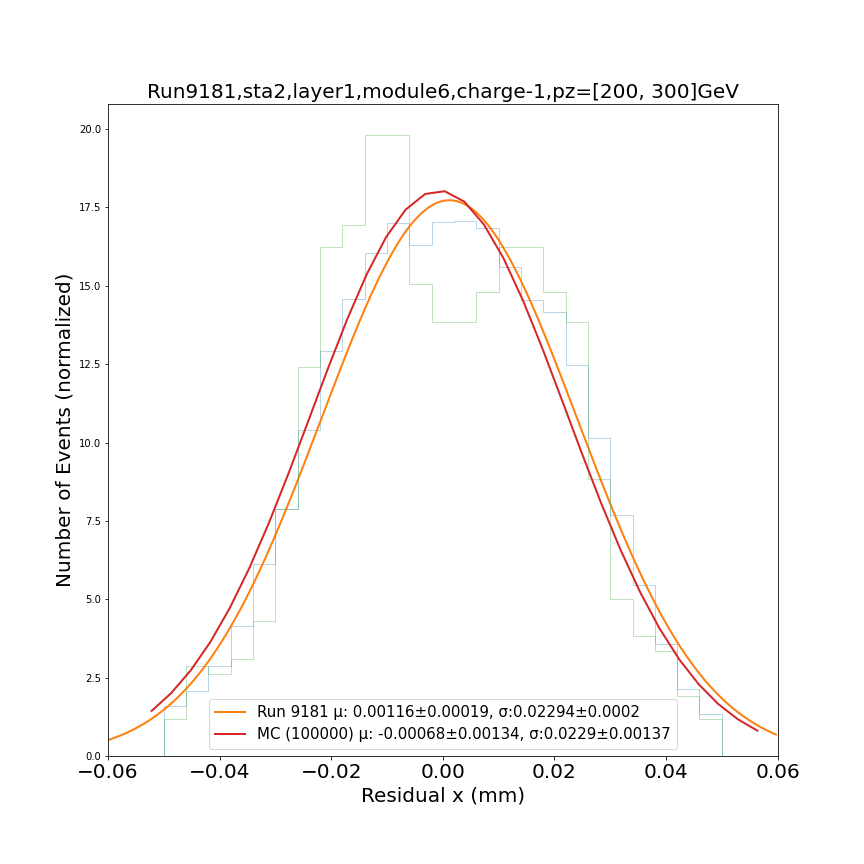 Run9181,sta2,layer1,module6,charge-1,pz=[200, 300]GeV
20.0
17.5
15.0
12.5
10.0
7.5
5.0
2.5
0.0
Number of Events (normalized)
Run 9181 μ: 0.00116±0.00019, σ:0.02294±0.0002
MC (100000) μ: -0.00068±0.00134, σ:0.0229±0.00137
−0.06 −0.04 −0.02 0.00 0.02 0.04 0.06
Residual x (mm)